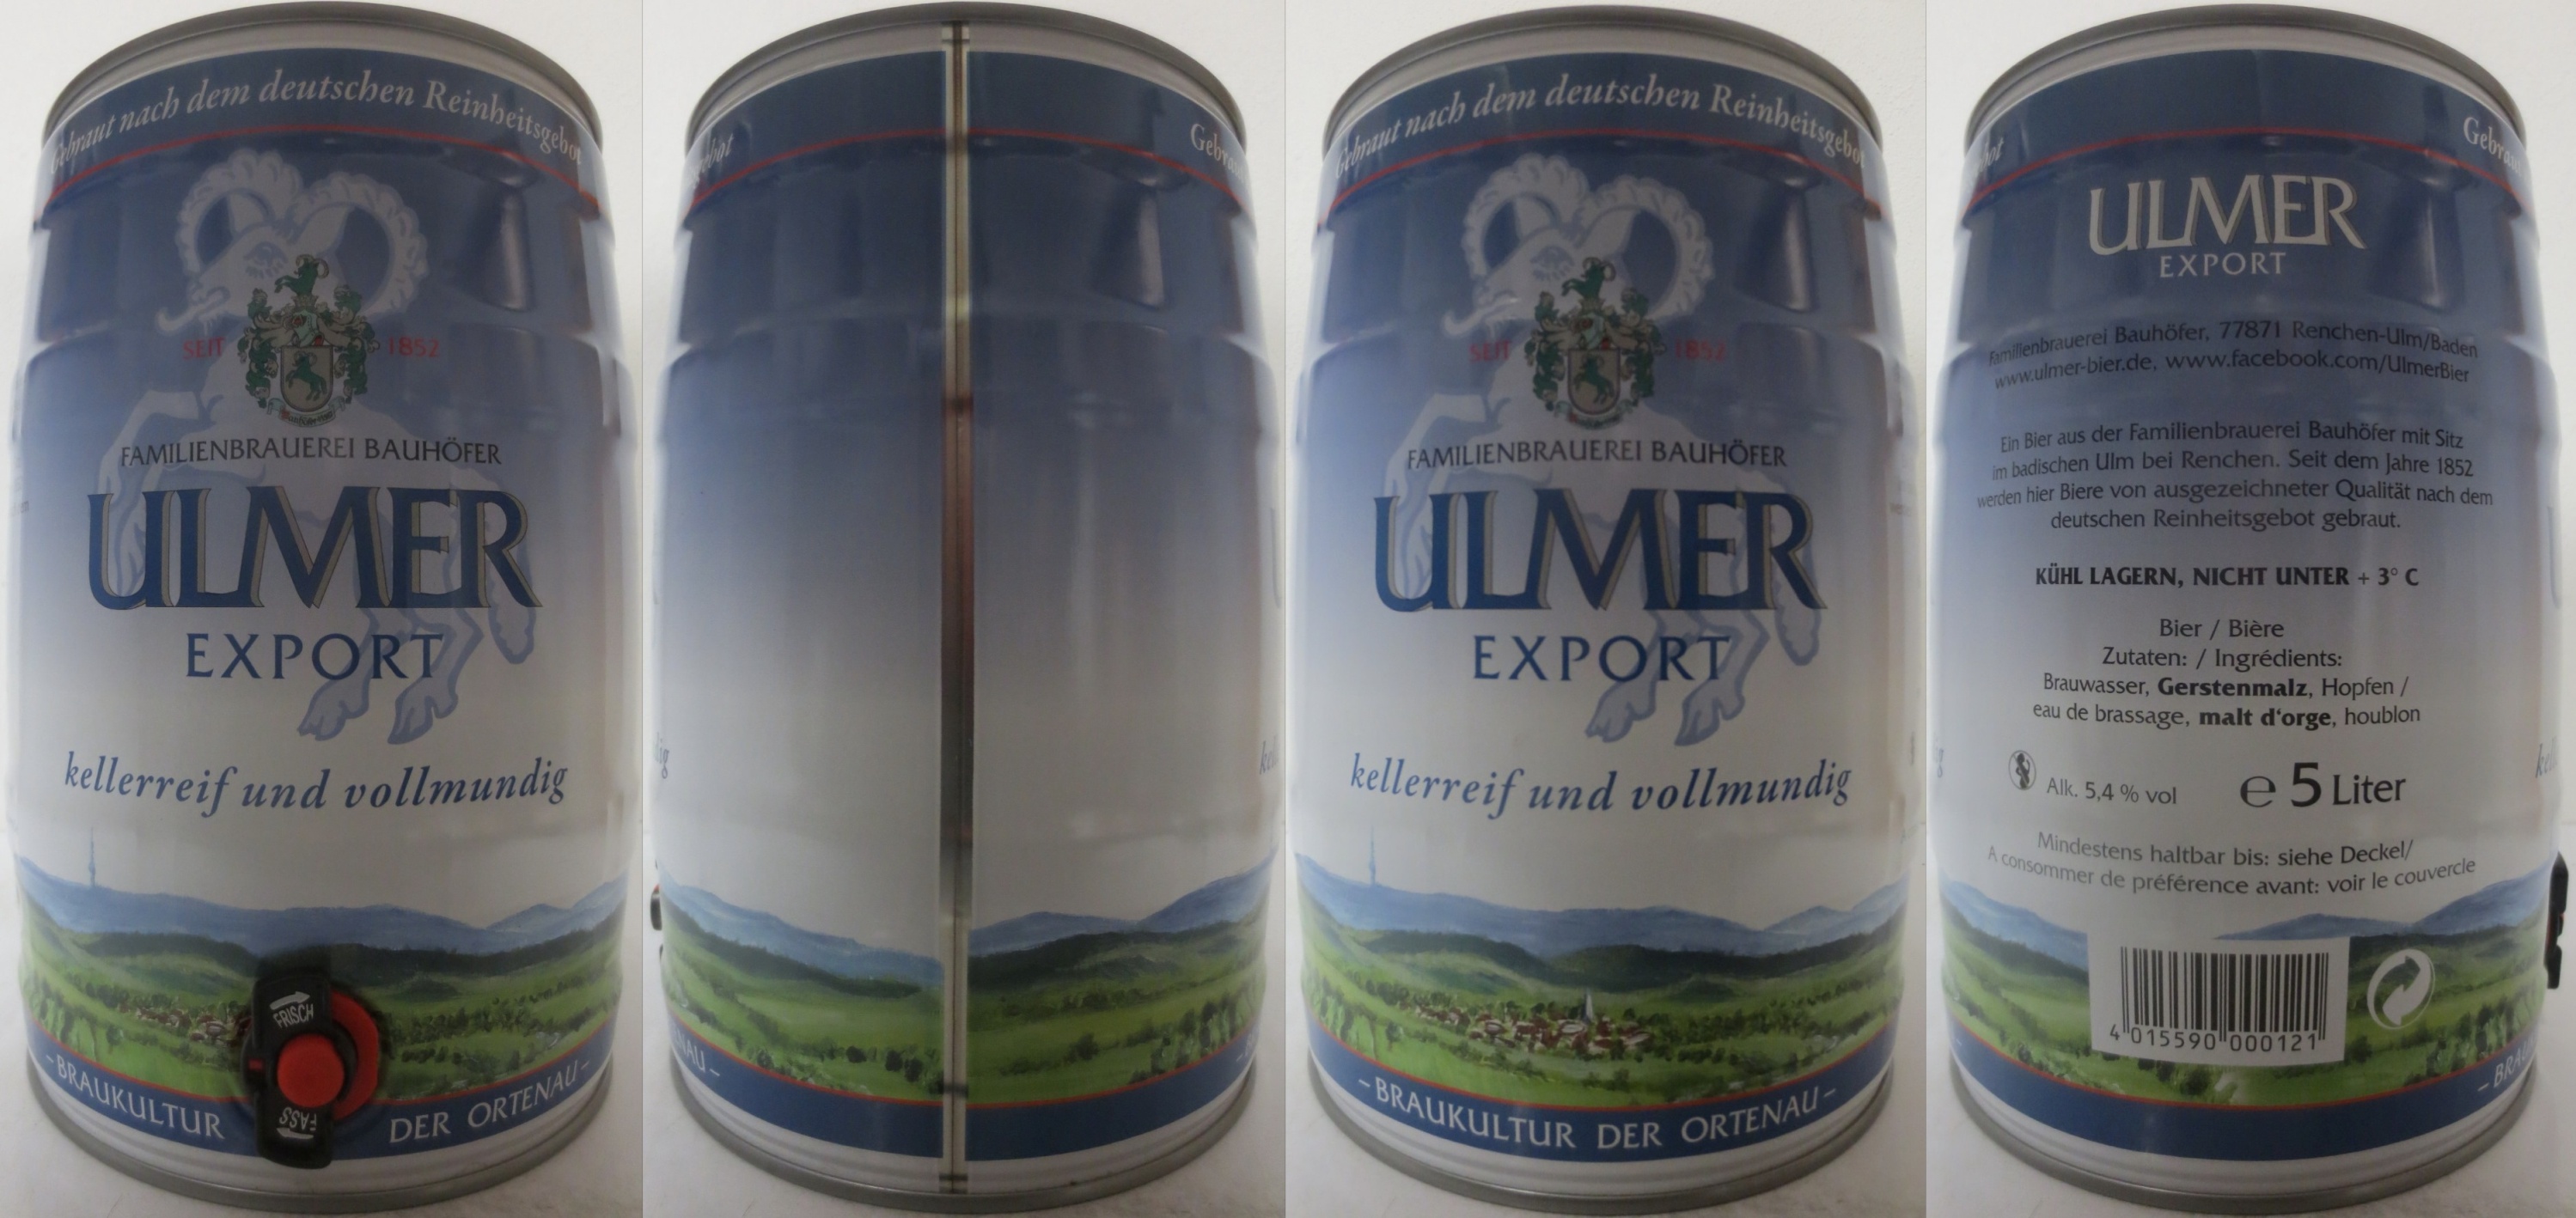 Gebraut nach dem deutschen Reinheitsgebot
SEIT 1852
FAMILIENBRAUEREI BAUHÖFER
ULMER
EXPORT
kellerreif und vollmundig
FRISCH
FASS
- BRAUKULTUR DER ORTENAU -
Gebraut nach dem deutschen Reinheitsgebot
SEIT 1852
FAMILIENBRAUEREI BAUHÖFER
ULMER
EXPORT
kellerreif und vollmundig
- BRAUKULTUR DER ORTENAU -
ULMER
EXPORT
Familienbrauerei Bauhöfer, 77871 Renchen-Ulm/Baden
www.ulmer-bier.de, www.facebook.com/UlmerBier
Ein Bier aus der Familienbrauerei Bauhöfer mit Sitz
im badischen Ulm bei Renchen. Seit dem Jahre 1852
werden hier Biere von ausgezeichneter Qualität nach dem
deutschen Reinheitsgebot gebraut.
KÜHL LAGERN, NICHT UNTER + 3° C
Bier / Bière
Zutaten: / Ingrédients:
Brauwasser, Gerstenmalz, Hopfen /
eau de brassage, malt d'orge, houblon
Alk. 5,4 % vol ℮ 5 Liter
Mindestens haltbar bis: siehe Deckel/
A consommer de préférence avant: voir le couvercle
4 015590 000121